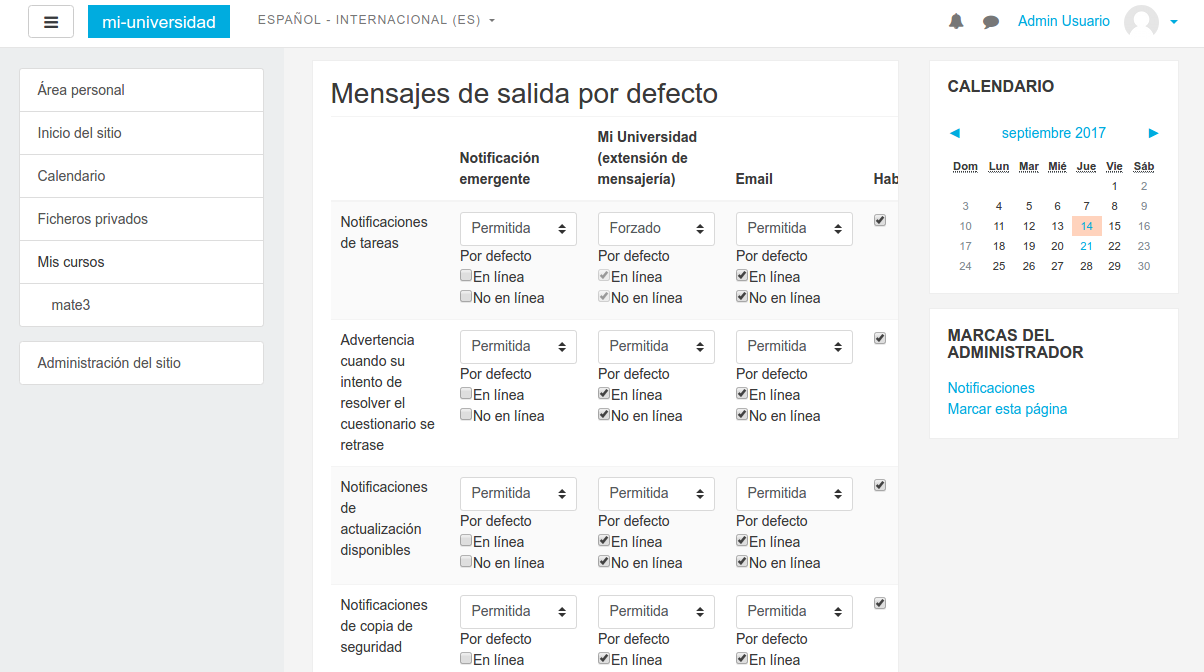 mi-universidad
ESPAÑOL - INTERNACIONAL (ES)
Admin Usuario
Área personal
Inicio del sitio
Calendario
Ficheros privados
Mis cursos
mate3
Administración del sitio
Mensajes de salida por defecto
Notificación
emergente
Mi Universidad
(extensión de
mensajería)
Email
Hab
Notificaciones
de tareas
Permitida
Por defecto
En línea
No en línea
Forzado
Por defecto
En línea
No en línea
Permitida
Por defecto
En línea
No en línea
Advertencia
cuando su
intento de
resolver el
cuestionario se
retrase
Permitida
Por defecto
En línea
No en línea
Permitida
Por defecto
En línea
No en línea
Permitida
Por defecto
En línea
No en línea
Notificaciones
de
actualización
disponibles
Permitida
Por defecto
En línea
No en línea
Permitida
Por defecto
En línea
No en línea
Permitida
Por defecto
En línea
No en línea
Notificaciones
de copia de
seguridad
Permitida
Por defecto
En línea
Permitida
Por defecto
En línea
Permitida
Por defecto
En línea
CALENDARIO
◄ septiembre 2017 ►
Dom Lun Mar Mié Jue Vie Sáb
1 2
3 4 5 6 7 8 9
10 11 12 13 14 15 16
17 18 19 20 21 22 23
24 25 26 27 28 29 30
MARCAS DEL
ADMINISTRADOR
Notificaciones
Marcar esta página